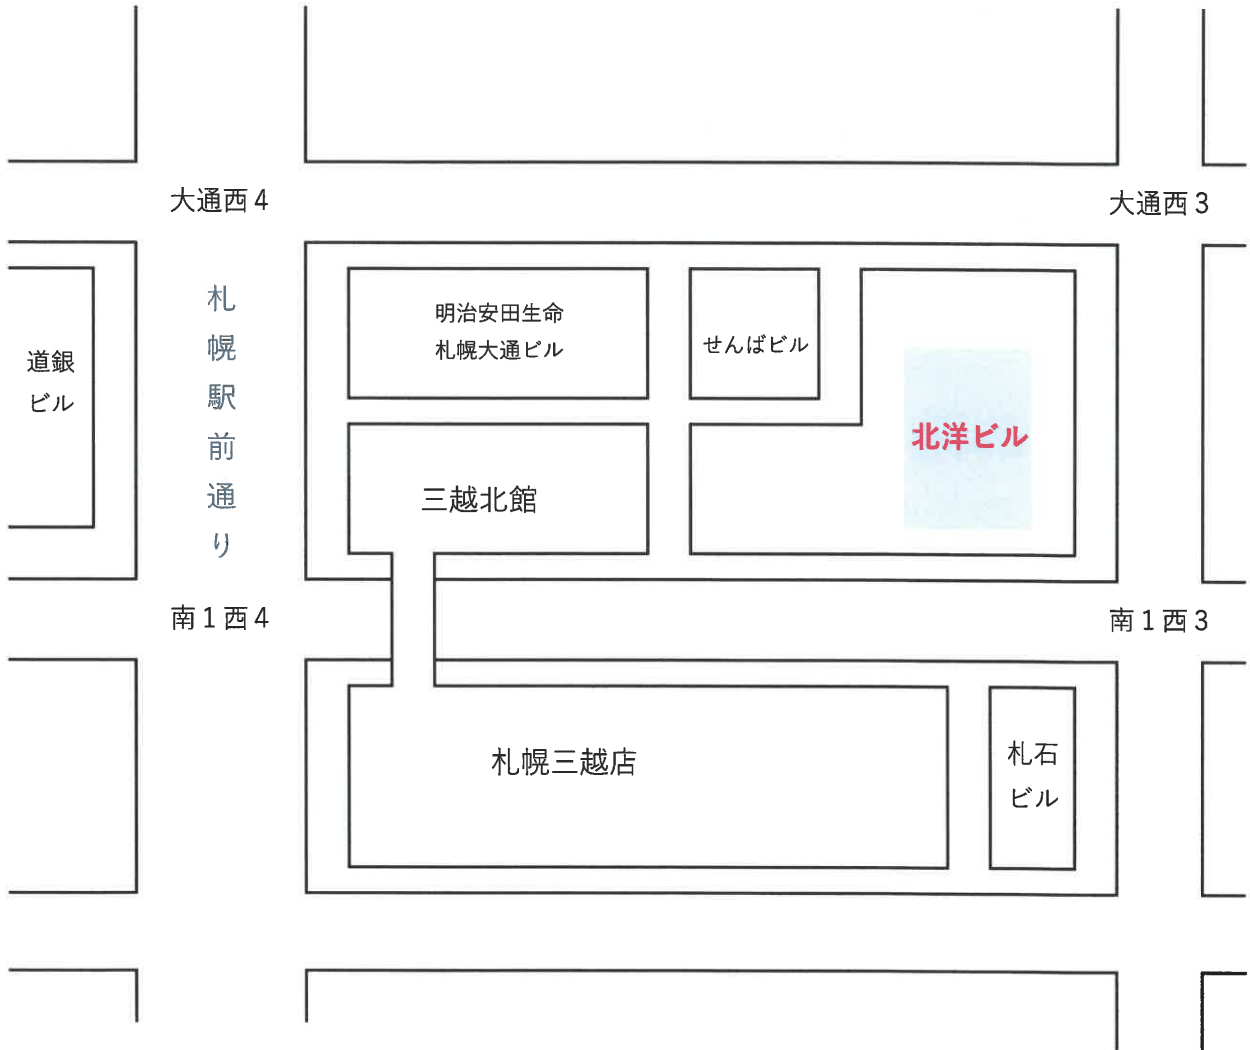 大通西4
大通西3
札幌駅前通り
道銀
ビル
明治安田生命
札幌大通ビル
せんばビル
北洋ビル
三越北館
南1西4
南1西3
札幌三越店
札石
ビル